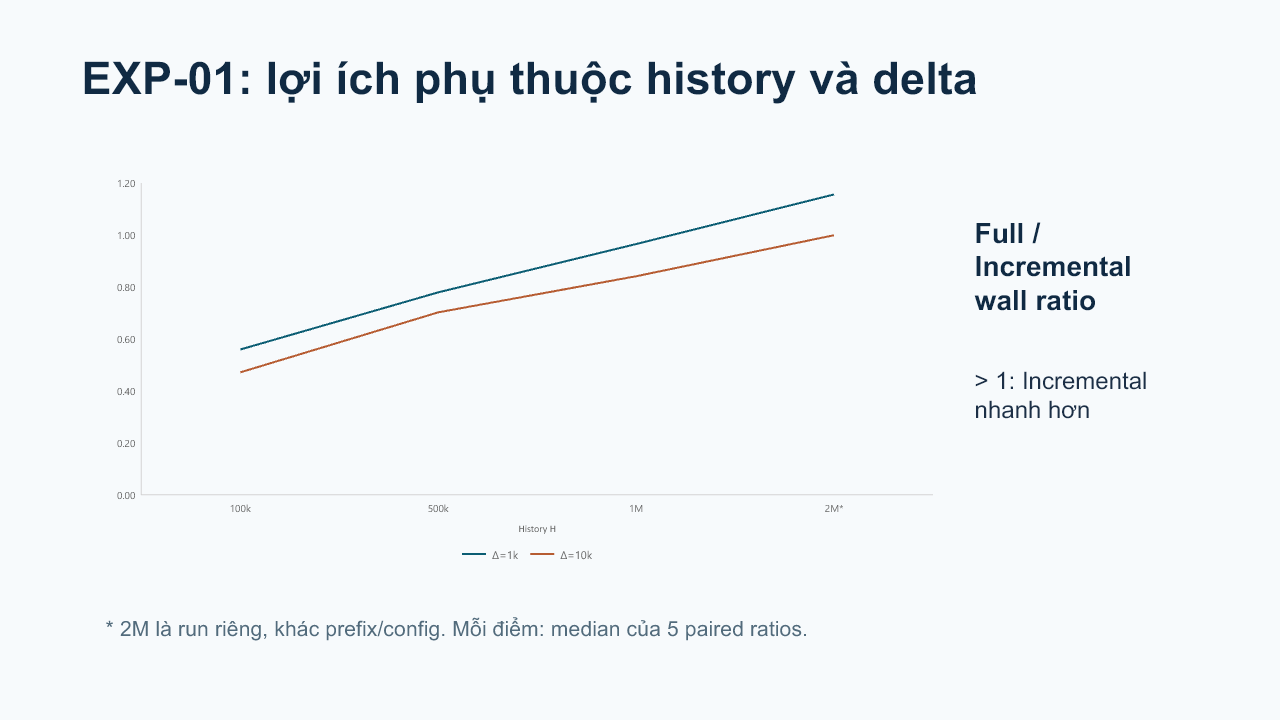 EXP-01: lợi ích phụ thuộc history và delta
1.20
1.00
0.80
0.60
0.40
0.20
0.00
100k
500k
1M
2M*
History H
Δ=1k
Δ=10k
Full /
Incremental
wall ratio
> 1: Incremental
nhanh hơn
* 2M là run riêng, khác prefix/config. Mỗi điểm: median của 5 paired ratios.